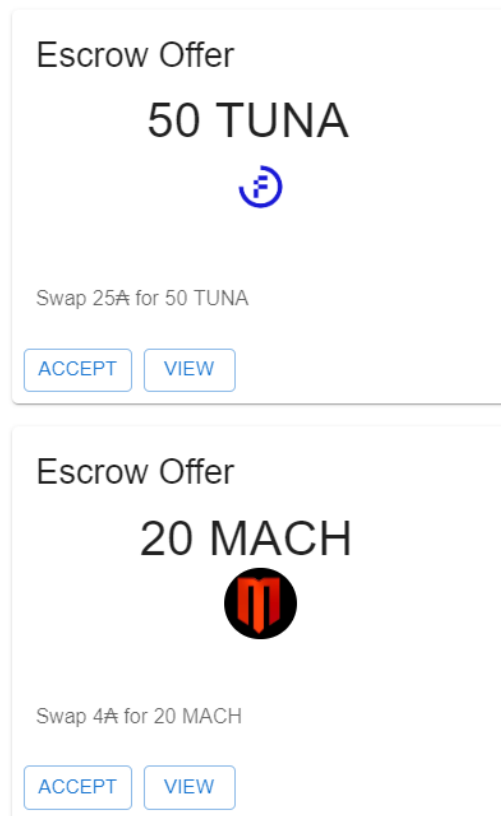 Escrow Offer
50 TUNA
Swap 25₳ for 50 TUNA
ACCEPT VIEW
Escrow Offer
20 MACH
Swap 4₳ for 20 MACH
ACCEPT VIEW